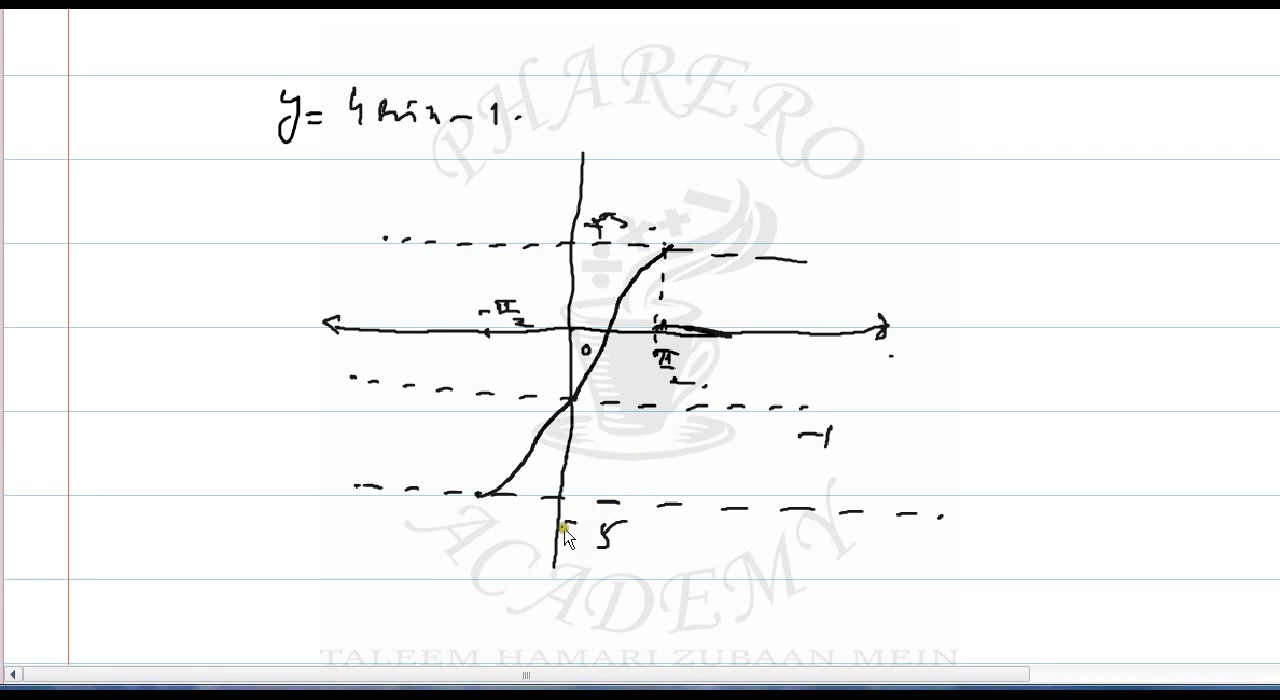 PHARERO
y = 4 sin x - 1.
+3
-π/2
0
π/2
-1
-5
ACADEMY
TALEEM HAMARI ZUBAAN MEIN